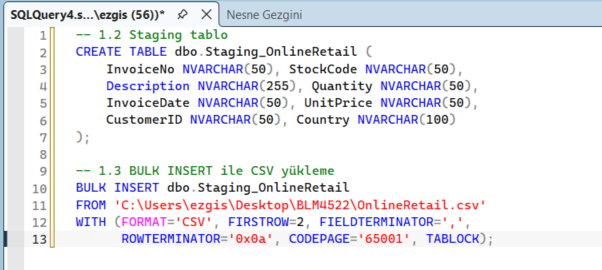 SQLQuery4.s...\ezgis (56))* Nesne Gezgini
1 -- 1.2 Staging tablo
2 CREATE TABLE dbo.Staging_OnlineRetail (
3 InvoiceNo NVARCHAR(50), StockCode NVARCHAR(50),
4 Description NVARCHAR(255), Quantity NVARCHAR(50),
5 InvoiceDate NVARCHAR(50), UnitPrice NVARCHAR(50),
6 CustomerID NVARCHAR(50), Country NVARCHAR(100)
7 );
8
9 -- 1.3 BULK INSERT ile CSV yükleme
10 BULK INSERT dbo.Staging_OnlineRetail
11 FROM 'C:\Users\ezgis\Desktop\BLM4522\OnlineRetail.csv'
12 WITH (FORMAT='CSV', FIRSTROW=2, FIELDTERMINATOR=',',
13 ROWTERMINATOR='0x0a', CODEPAGE='65001', TABLOCK);